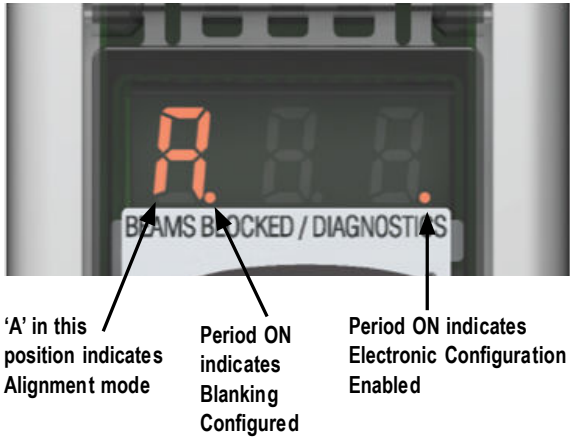 A. .
BEAMS BLOCKED / DIAGNOSTICS
‘A’ in this
position indicates
Alignment mode
Period ON
indicates
Blanking
Configured
Period ON indicates
Electronic Configuration
Enabled